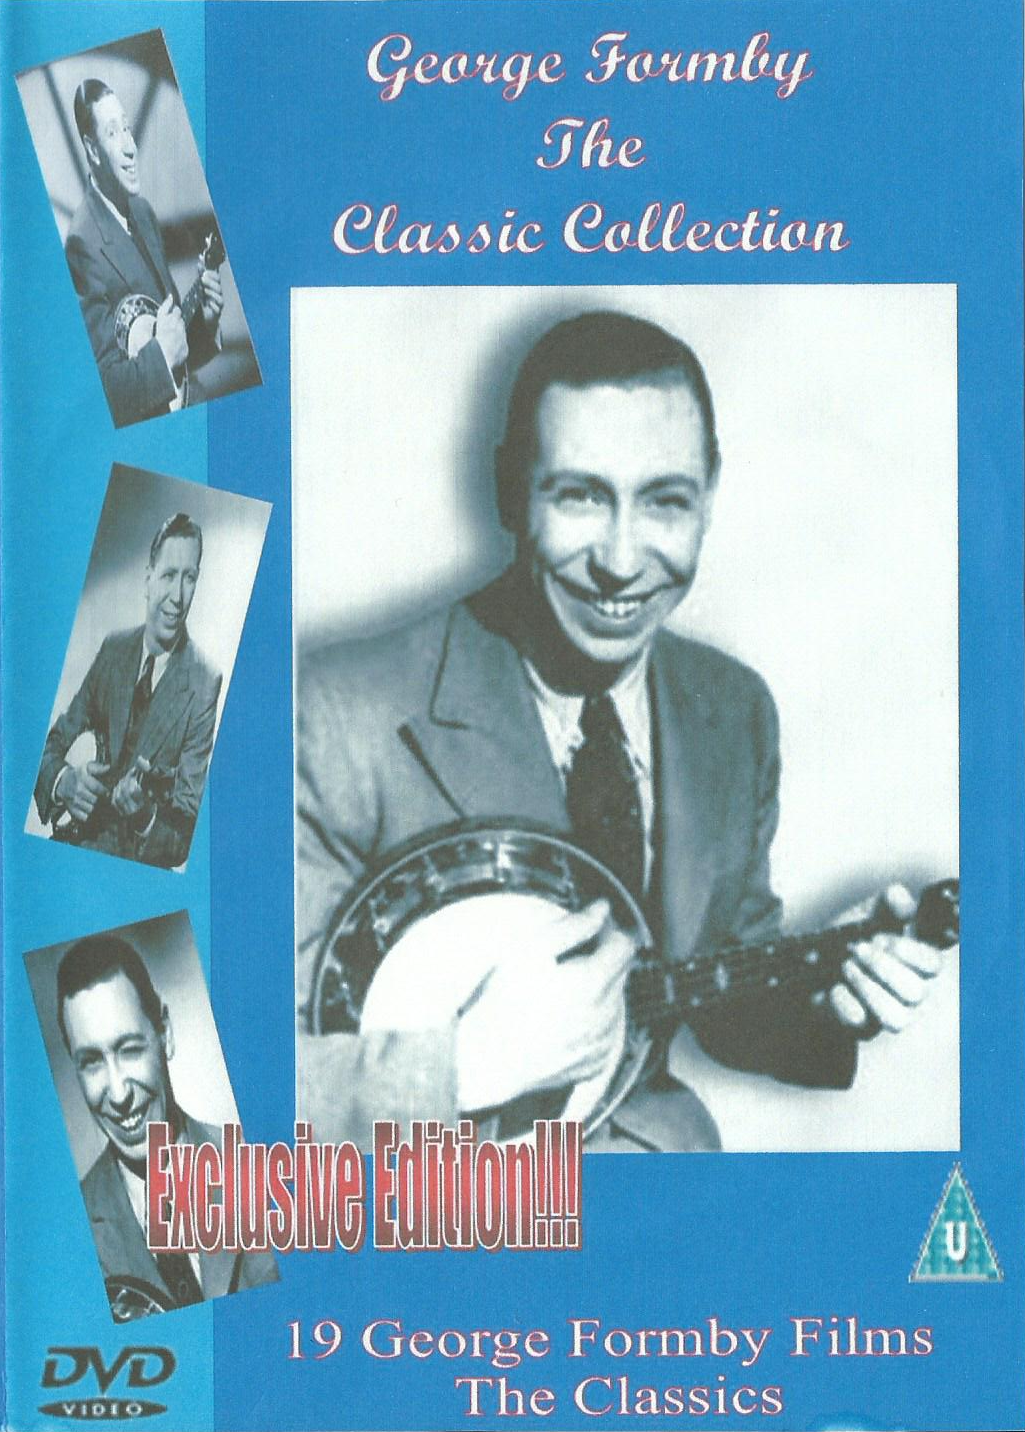 George Formby
The
Classic Collection
Exclusive Edition!!!
U
19 George Formby Films
The Classics
DVD
VIDEO